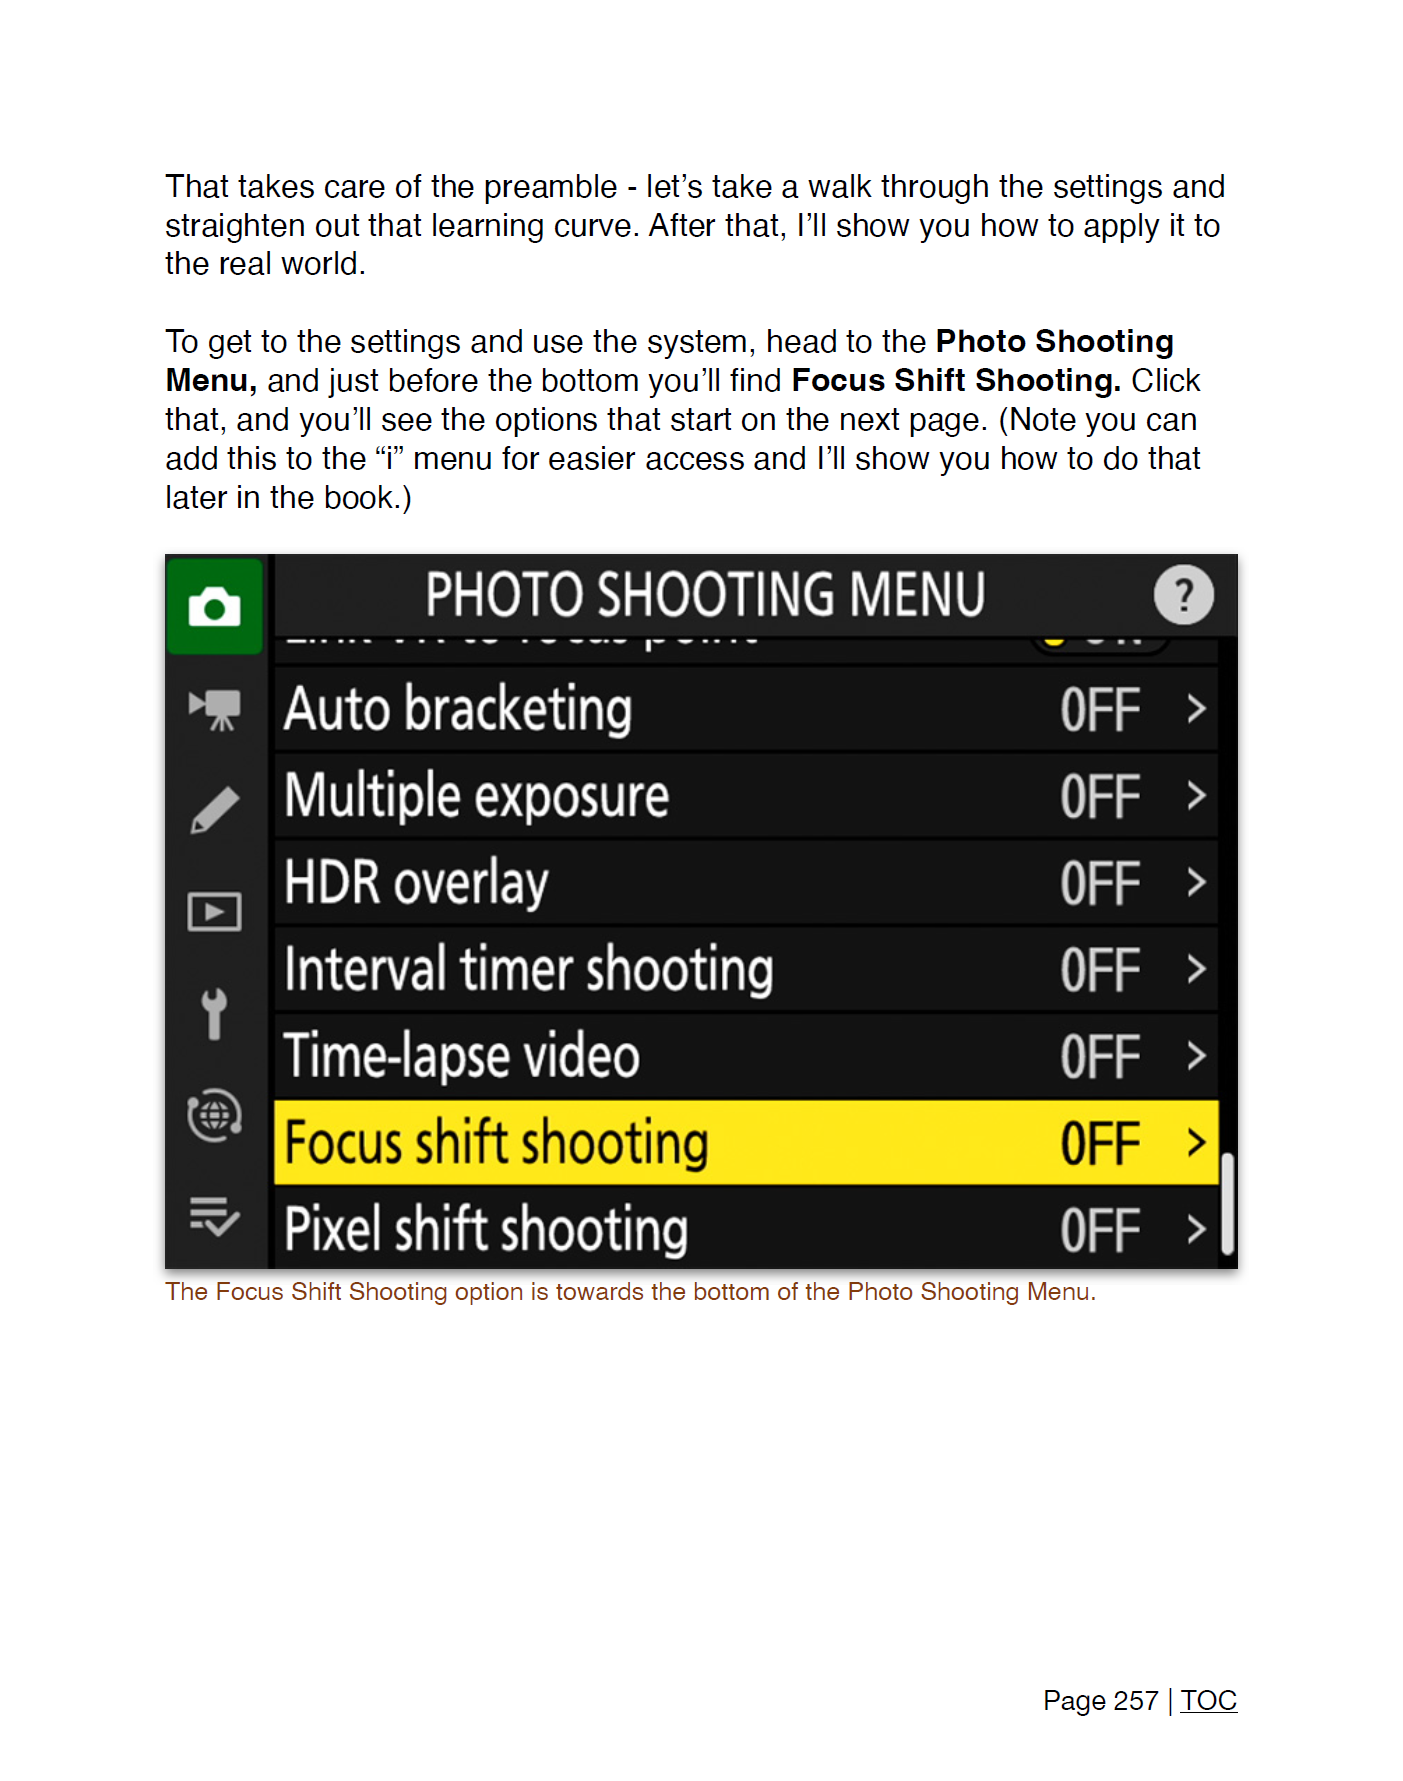 That takes care of the preamble - let’s take a walk through the settings and
straighten out that learning curve. After that, I’ll show you how to apply it to
the real world.
To get to the settings and use the system, head to the Photo Shooting
Menu, and just before the bottom you’ll find Focus Shift Shooting. Click
that, and you’ll see the options that start on the next page. (Note you can
add this to the “i” menu for easier access and I’ll show you how to do that
later in the book.)
PHOTO SHOOTING MENU ?
Auto bracketing OFF >
Multiple exposure OFF >
HDR overlay OFF >
Interval timer shooting OFF >
Time-lapse video OFF >
Focus shift shooting OFF >
Pixel shift shooting OFF >
The Focus Shift Shooting option is towards the bottom of the Photo Shooting Menu.
Page 257 | TOC